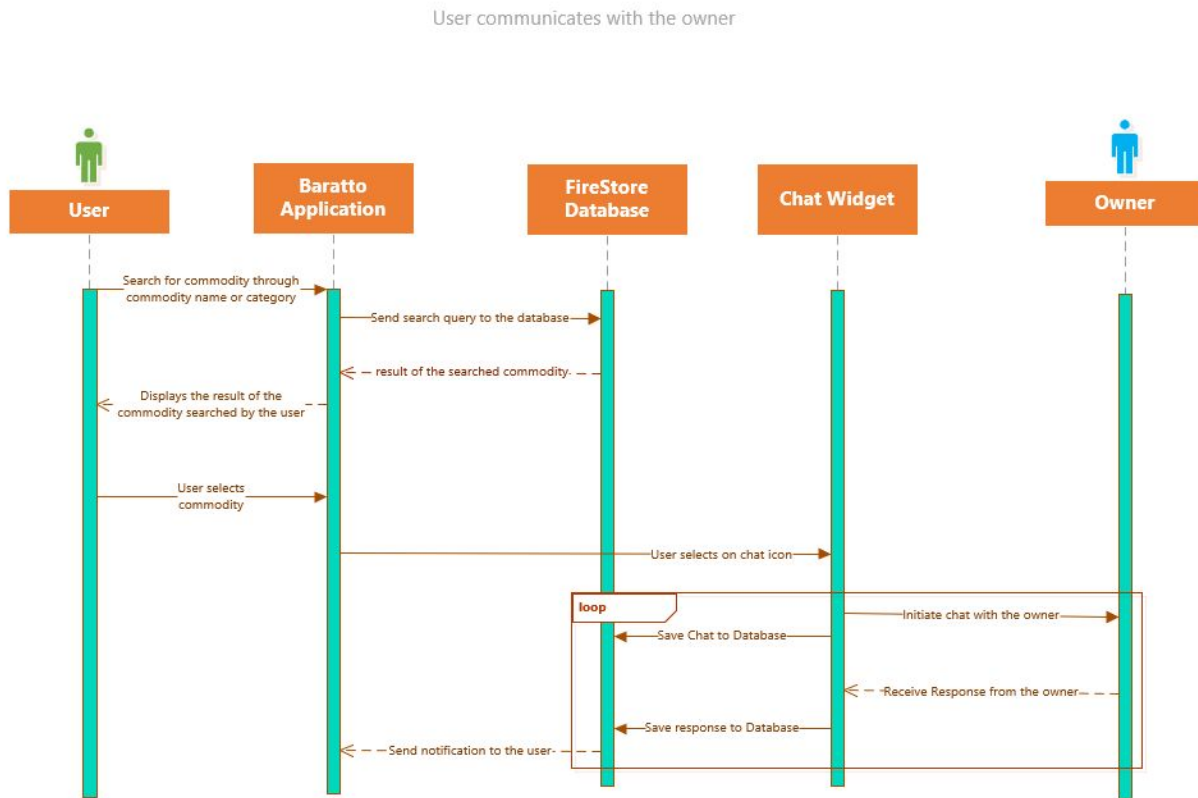 User communicates with the owner
User
Baratto
Application
FireStore
Database
Chat Widget
Owner
Search for commodity through
commodity name or category
Send search query to the database
result of the searched commodity
Displays the result of the
commodity searched by the user
User selects
commodity
User selects on chat icon
loop
Initiate chat with the owner
Save Chat to Database
Receive Response from the owner
Save response to Database
Send notification to the user